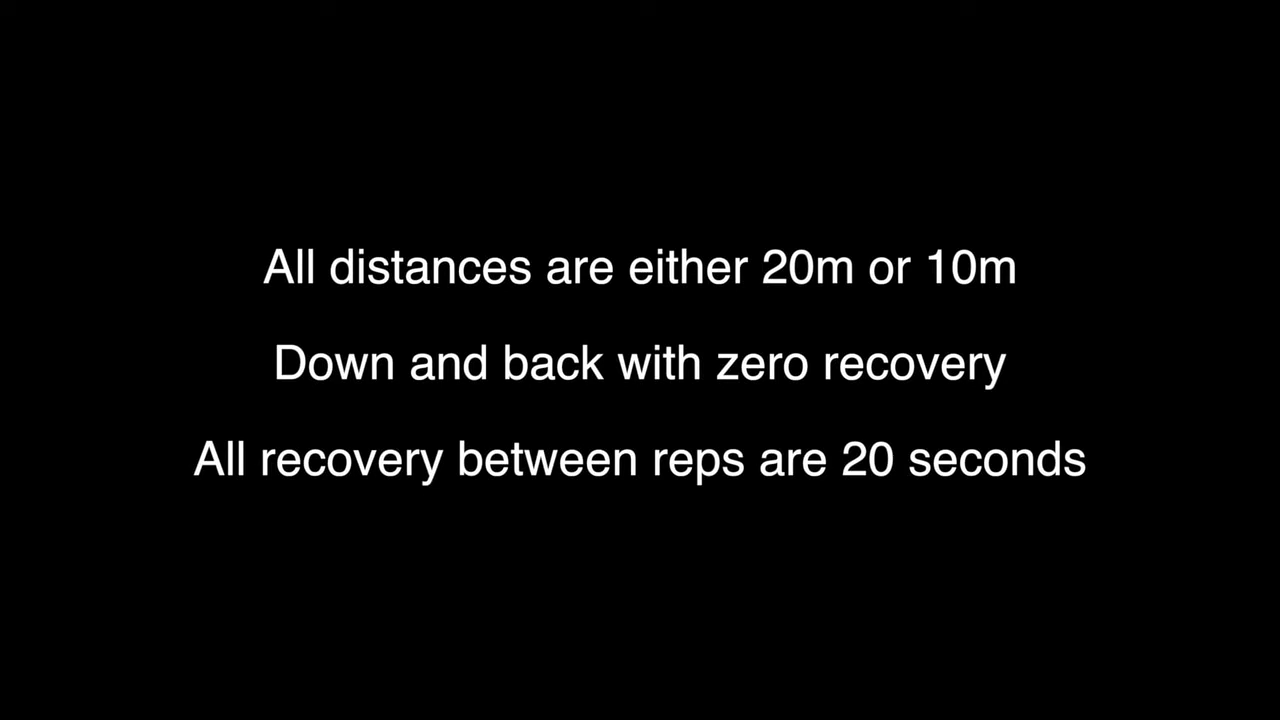 All distances are either 20m or 10m
Down and back with zero recovery
All recovery between reps are 20 seconds